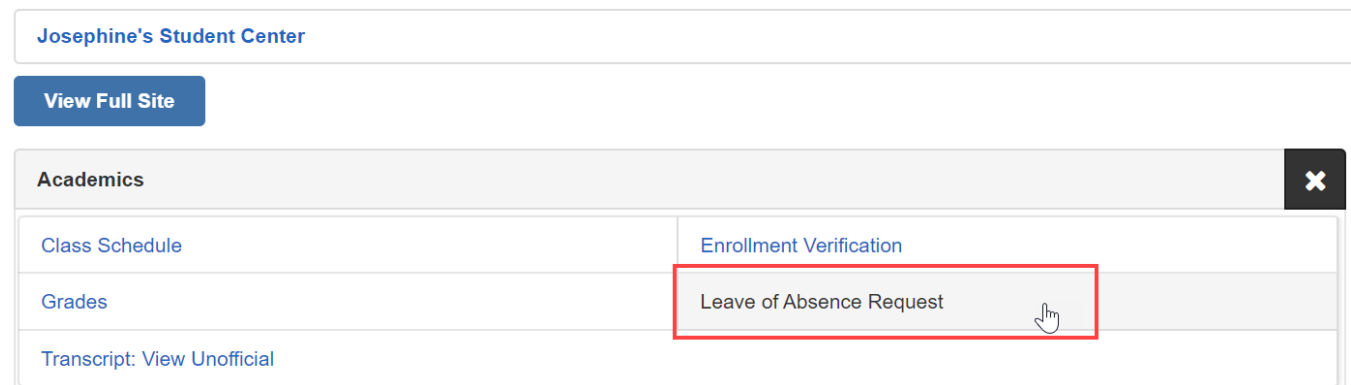 Josephine's Student Center
View Full Site
Academics
Class Schedule
Enrollment Verification
Grades
Leave of Absence Request
Transcript: View Unofficial